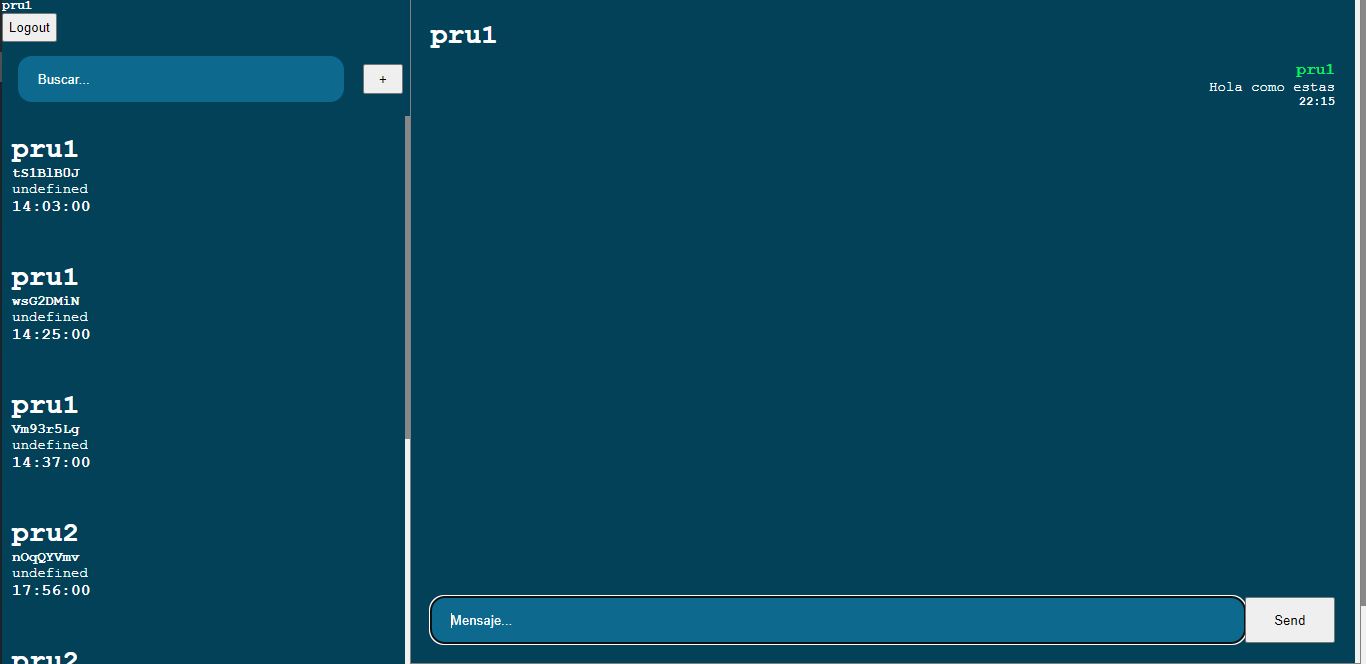 pru1
Logout
Buscar...
+
pru1
tS1BlB0J
undefined
14:03:00
pru1
wsG2DMiN
undefined
14:25:00
pru1
Vm93r5Lg
undefined
14:37:00
pru2
nOqQYVmv
undefined
17:56:00
pru2
pru1
pru1
Hola como estas
22:15
Mensaje...
Send